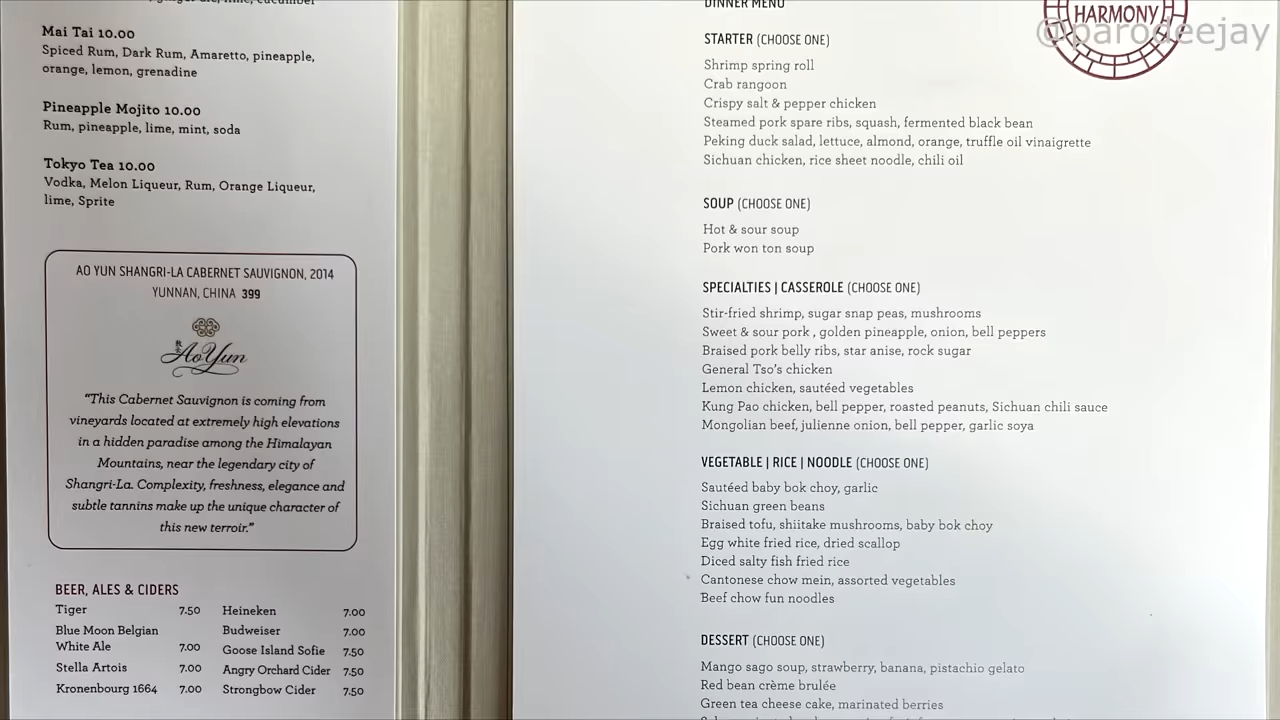 Mai Tai 10.00
Spiced Rum, Dark Rum, Amaretto, pineapple,
orange, lemon, grenadine
Pineapple Mojito 10.00
Rum, pineapple, lime, mint, soda
Tokyo Tea 10.00
Vodka, Melon Liqueur, Rum, Orange Liqueur,
lime, Sprite
AO YUN SHANGRI-LA CABERNET SAUVIGNON, 2014
YUNNAN, CHINA 399
Ao Yun
"This Cabernet Sauvignon is coming from
vineyards located at extremely high elevations
in a hidden paradise among the Himalayan
Mountains, near the legendary city of
Shangri-La. Complexity, freshness, elegance and
subtle tannins make up the unique character of
this new terroir."
BEER, ALES & CIDERS
Tiger 7.50
Blue Moon Belgian
White Ale 7.00
Stella Artois 7.00
Kronenbourg 1664 7.00
Heineken 7.00
Budweiser 7.00
Goose Island Sofie 7.50
Angry Orchard Cider 7.50
Strongbow Cider 7.50
DINNER MENU
HARMONY
@parodeejay
STARTER (CHOOSE ONE)
Shrimp spring roll
Crab rangoon
Crispy salt & pepper chicken
Steamed pork spare ribs, squash, fermented black bean
Peking duck salad, lettuce, almond, orange, truffle oil vinaigrette
Sichuan chicken, rice sheet noodle, chili oil
SOUP (CHOOSE ONE)
Hot & sour soup
Pork won ton soup
SPECIALTIES | CASSEROLE (CHOOSE ONE)
Stir-fried shrimp, sugar snap peas, mushrooms
Sweet & sour pork , golden pineapple, onion, bell peppers
Braised pork belly ribs, star anise, rock sugar
General Tso's chicken
Lemon chicken, sautéed vegetables
Kung Pao chicken, bell pepper, roasted peanuts, Sichuan chili sauce
Mongolian beef, julienne onion, bell pepper, garlic soya
VEGETABLE | RICE | NOODLE (CHOOSE ONE)
Sautéed baby bok choy, garlic
Sichuan green beans
Braised tofu, shiitake mushrooms, baby bok choy
Egg white fried rice, dried scallop
Diced salty fish fried rice
Cantonese chow mein, assorted vegetables
Beef chow fun noodles
DESSERT (CHOOSE ONE)
Mango sago soup, strawberry, banana, pistachio gelato
Red bean crème brulée
Green tea cheese cake, marinated berries